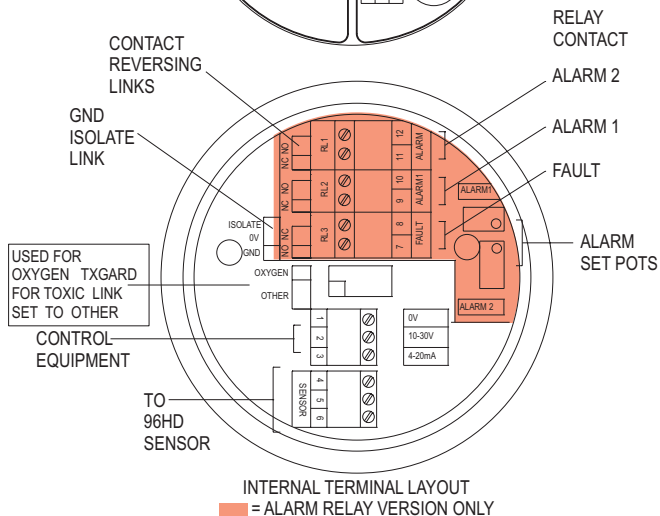 RELAY
CONTACT
CONTACT
REVERSING
LINKS
ALARM 2
GND
ISOLATE
LINK
ALARM 1
FAULT
ALARM
SET POTS
NC NO
RL1
12
11
ALARM
NC NO
RL2
10
9
ALARM1
ALARM1
NO NC
RL3
8
7
FAULT
ISOLATE
0V
GND
USED FOR
OXYGEN TXGARD
FOR TOXIC LINK
SET TO OTHER
OXYGEN
OTHER
ALARM 2
CONTROL
EQUIPMENT
1
2
3
0V
10-30V
4-20mA
TO
96HD
SENSOR
SENSOR
4
5
6
INTERNAL TERMINAL LAYOUT
= ALARM RELAY VERSION ONLY